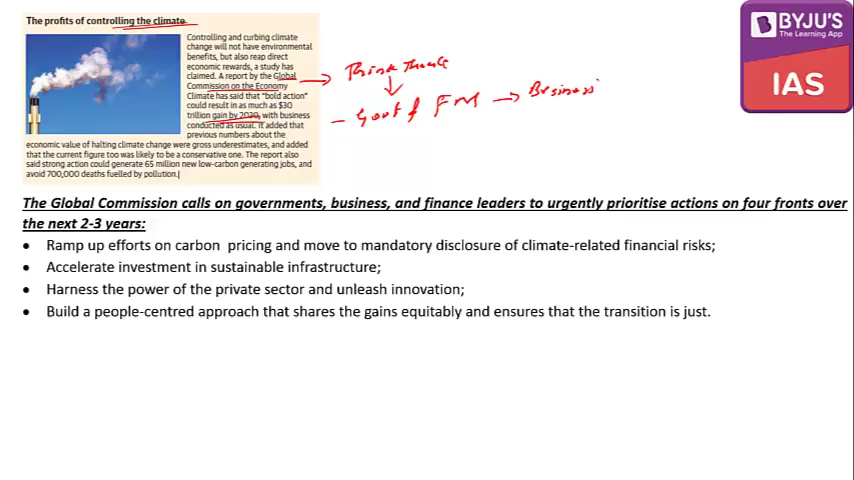 The profits of controlling the climate
Controlling and curbing climate
change will not have environmental
benefits, but also reap direct
economic rewards, a study has
claimed. A report by the Global
Commission on the Economy
Climate has said that "bold action"
could result in as much as $30
trillion gain by 2030, with business
conducted as usual. It added that
previous numbers about the
economic value of halting climate change were gross underestimates, and added
that the current figure too was likely to be a conservative one. The report also
said strong action could generate 65 million new low-carbon generating jobs, and
avoid 700,000 deaths fuelled by pollution.
Think
Govt & FM → Business
BYJU'S
The Learning App
IAS
The Global Commission calls on governments, business, and finance leaders to urgently prioritise actions on four fronts over
the next 2-3 years:
• Ramp up efforts on carbon pricing and move to mandatory disclosure of climate-related financial risks;
• Accelerate investment in sustainable infrastructure;
• Harness the power of the private sector and unleash innovation;
• Build a people-centred approach that shares the gains equitably and ensures that the transition is just.